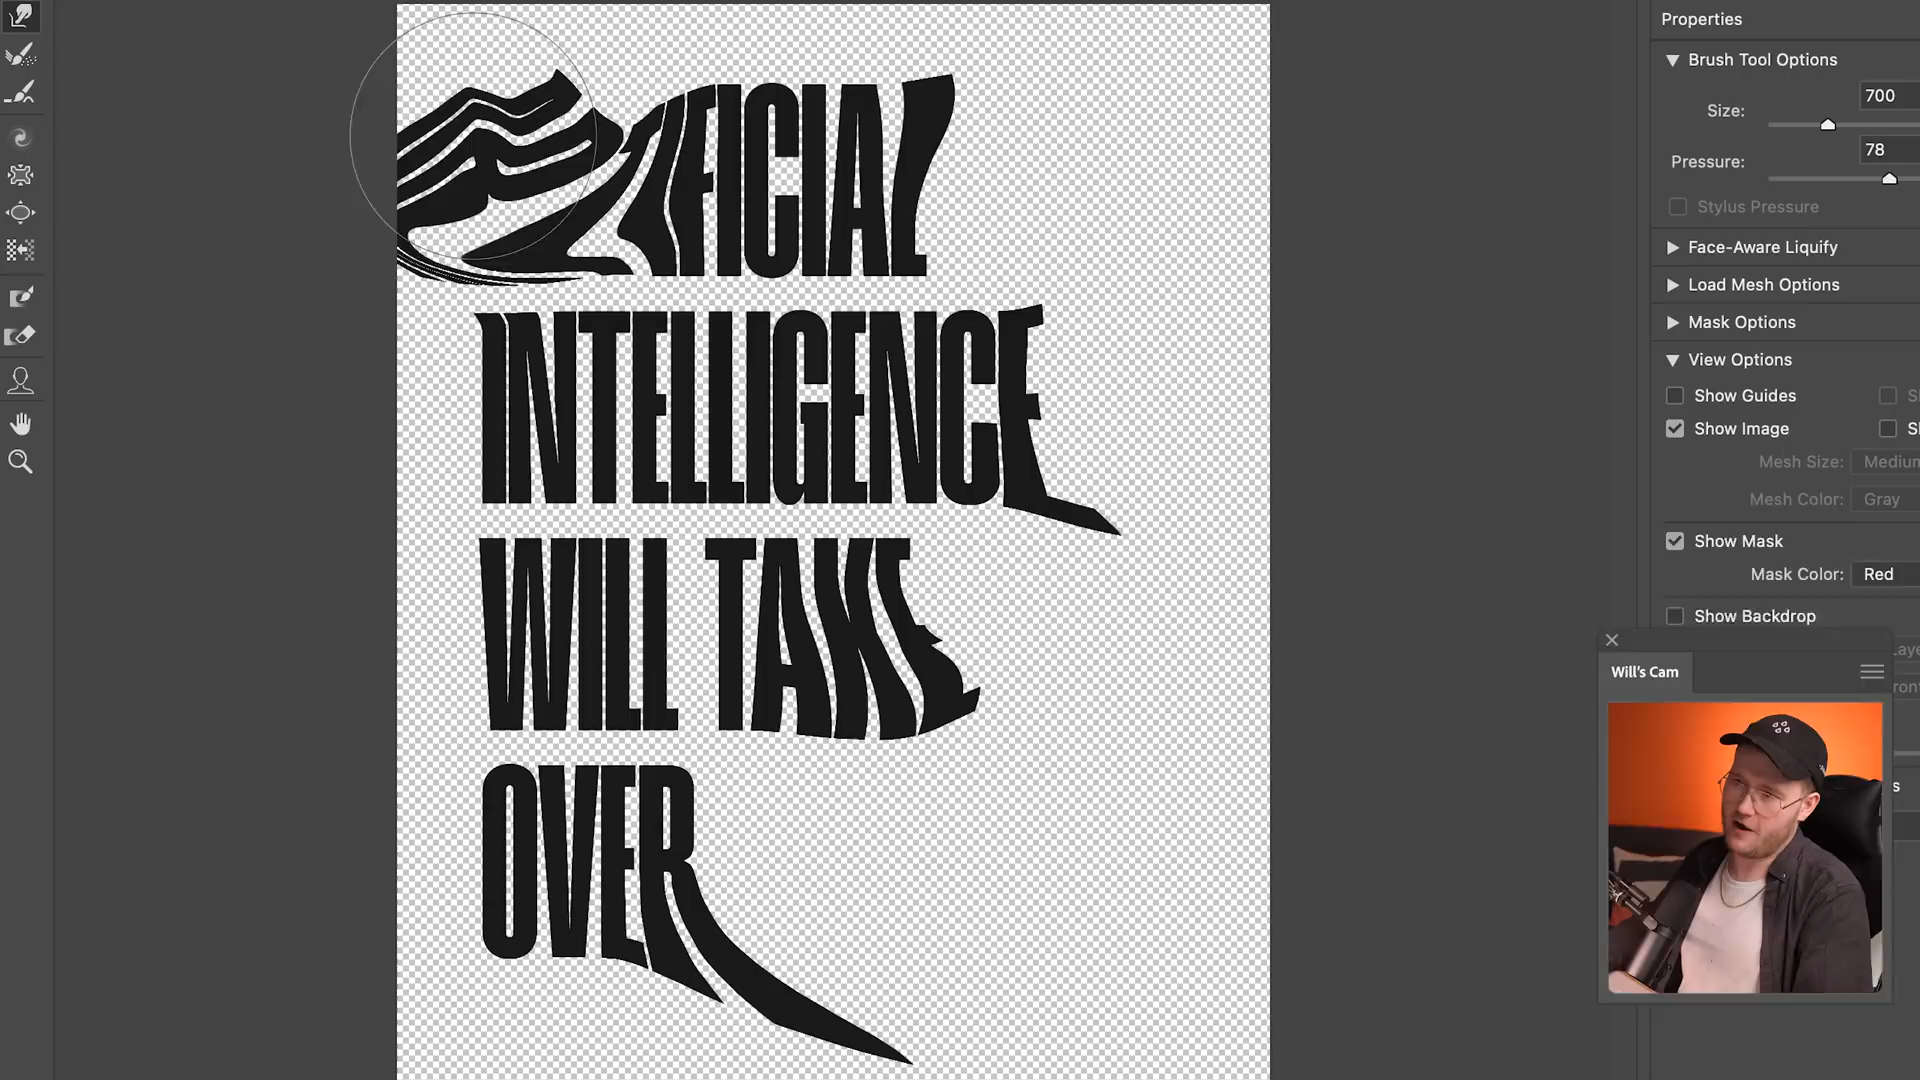 Properties
Brush Tool Options
Size:
700
Pressure:
78
Stylus Pressure
Face-Aware Liquify
Load Mesh Options
Mask Options
View Options
Show Guides
Show Image
Mesh Size:
Medium
Mesh Color:
Gray
Show Mask
Mask Color:
Red
Show Backdrop
Will's Cam
FICIAL
INTELLIGENCE
WILL TAKE
OVER